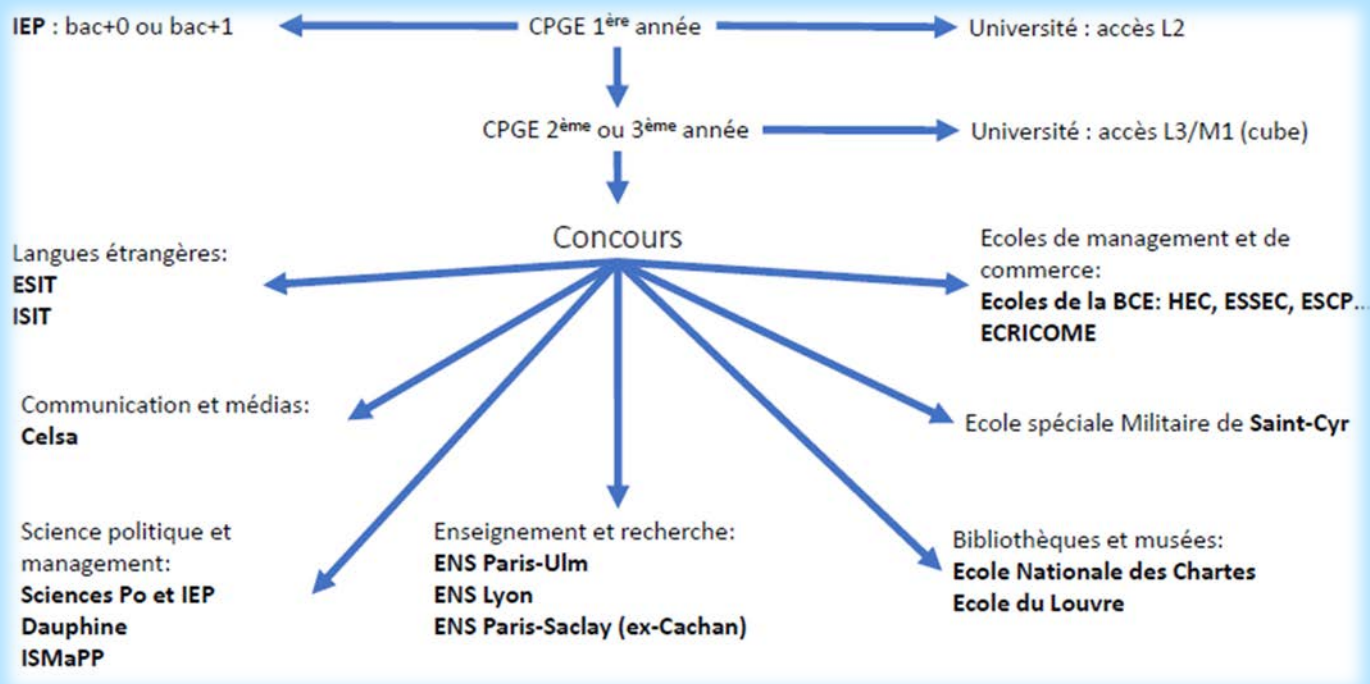 IEP : bac+0 ou bac+1
CPGE 1ère année
Université : accès L2
CPGE 2ème ou 3ème année
Université : accès L3/M1 (cube)
Concours
Langues étrangères:
ESIT
ISIT
Ecoles de management et de
commerce:
Ecoles de la BCE: HEC, ESSEC, ESCP...
ECRICOME
Communication et médias:
Celsa
Ecole spéciale Militaire de Saint-Cyr
Science politique et
management:
Sciences Po et IEP
Dauphine
ISMaPP
Enseignement et recherche:
ENS Paris-Ulm
ENS Lyon
ENS Paris-Saclay (ex-Cachan)
Bibliothèques et musées:
Ecole Nationale des Chartes
Ecole du Louvre